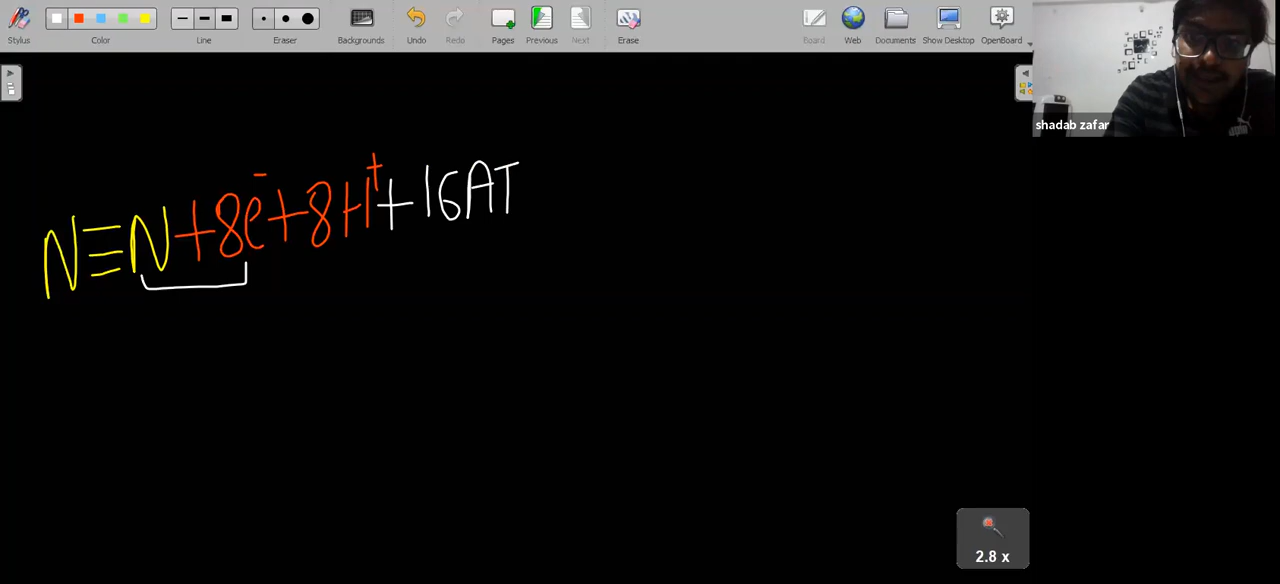 Stylus Color Line Eraser Backgrounds Undo Redo Pages Previous Next Erase Board Web Documents Show Desktop OpenBoard
shadab zafar
N≡N+8e⁻+8H⁺+16AT
2.8 x